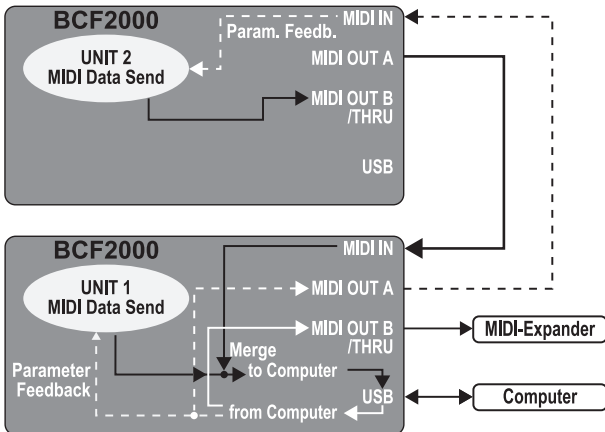 BCF2000
MIDI IN
Param. Feedb.
UNIT 2
MIDI Data Send
MIDI OUT A
MIDI OUT B
/THRU
USB
BCF2000
MIDI IN
UNIT 1
MIDI Data Send
MIDI OUT A
MIDI OUT B
/THRU
MIDI-Expander
Merge
to Computer
Parameter
Feedback
USB
Computer
from Computer